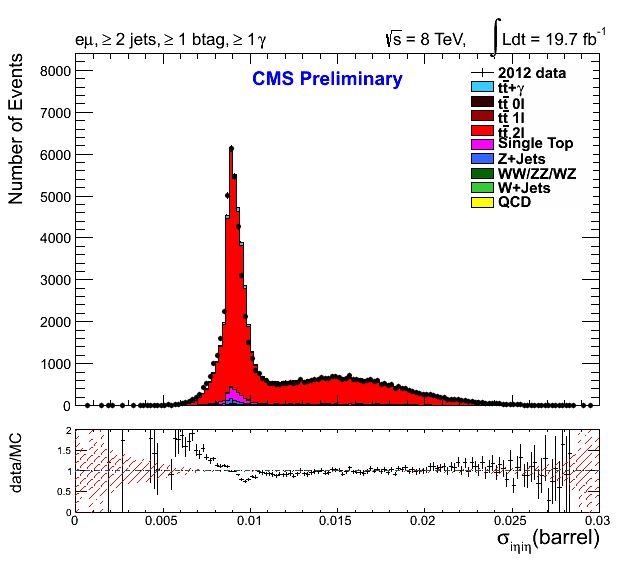 eμ, ≥ 2 jets, ≥ 1 btag, ≥ 1 γ
√s = 8 TeV, ∫ Ldt = 19.7 fb⁻¹
CMS Preliminary
Number of Events
8000
7000
6000
5000
4000
3000
2000
1000
0
2012 data
tt̄+γ
tt̄ 0l
tt̄ 1l
tt̄ 2l
Single Top
Z+Jets
WW/ZZ/WZ
W+Jets
QCD
data/MC
2
1.5
1
0.5
0
0 0.005 0.01 0.015 0.02 0.025 0.03
σiηiη(barrel)